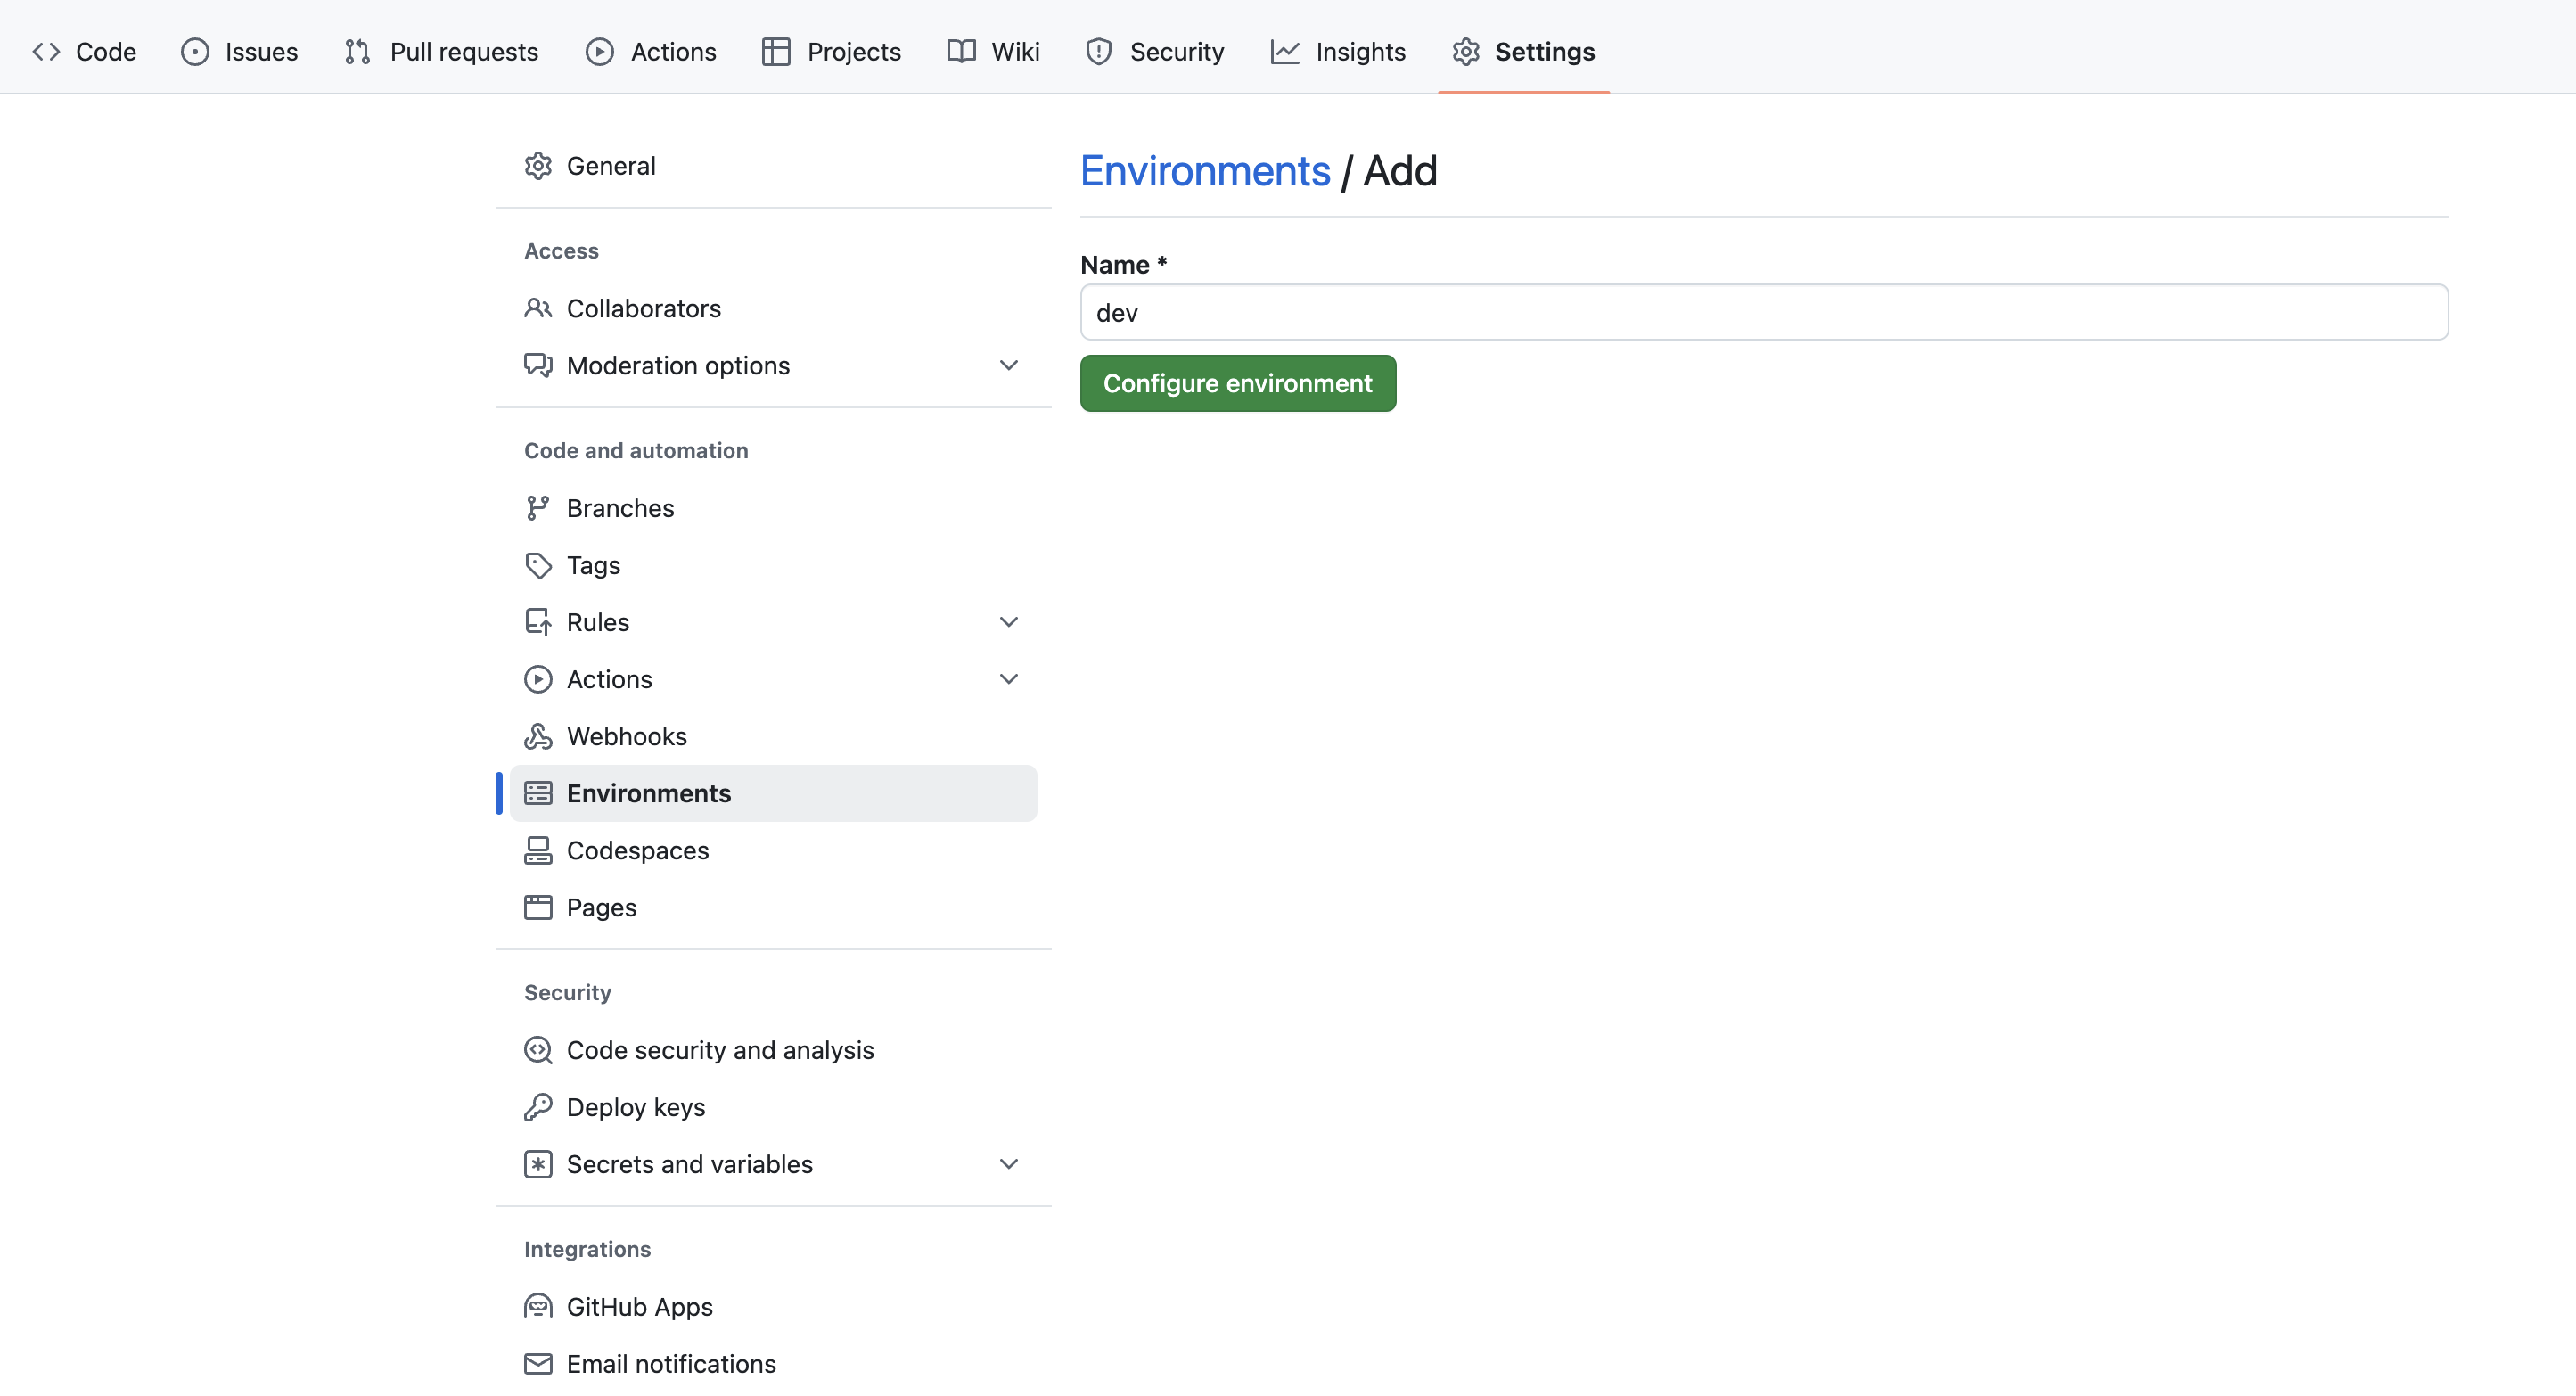 Code Issues Pull requests Actions Projects Wiki Security Insights Settings
General
Access
Collaborators
Moderation options
Code and automation
Branches
Tags
Rules
Actions
Webhooks
Environments
Codespaces
Pages
Security
Code security and analysis
Deploy keys
Secrets and variables
Integrations
GitHub Apps
Email notifications
Environments / Add
Name *
dev
Configure environment